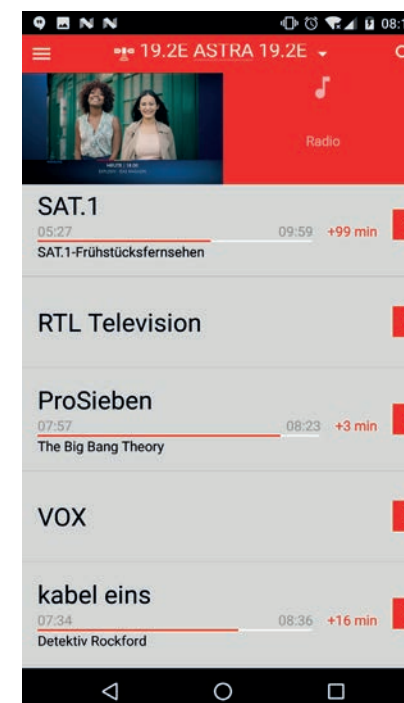 N N 08:1
19.2E ASTRA 19.2E
Radio
SAT.1
05:27 09:59 +99 min
SAT.1-Frühstücksfernsehen
RTL Television
ProSieben
07:57 08:23 +3 min
The Big Bang Theory
VOX
kabel eins
07:34 08:36 +16 min
Detektiv Rockford